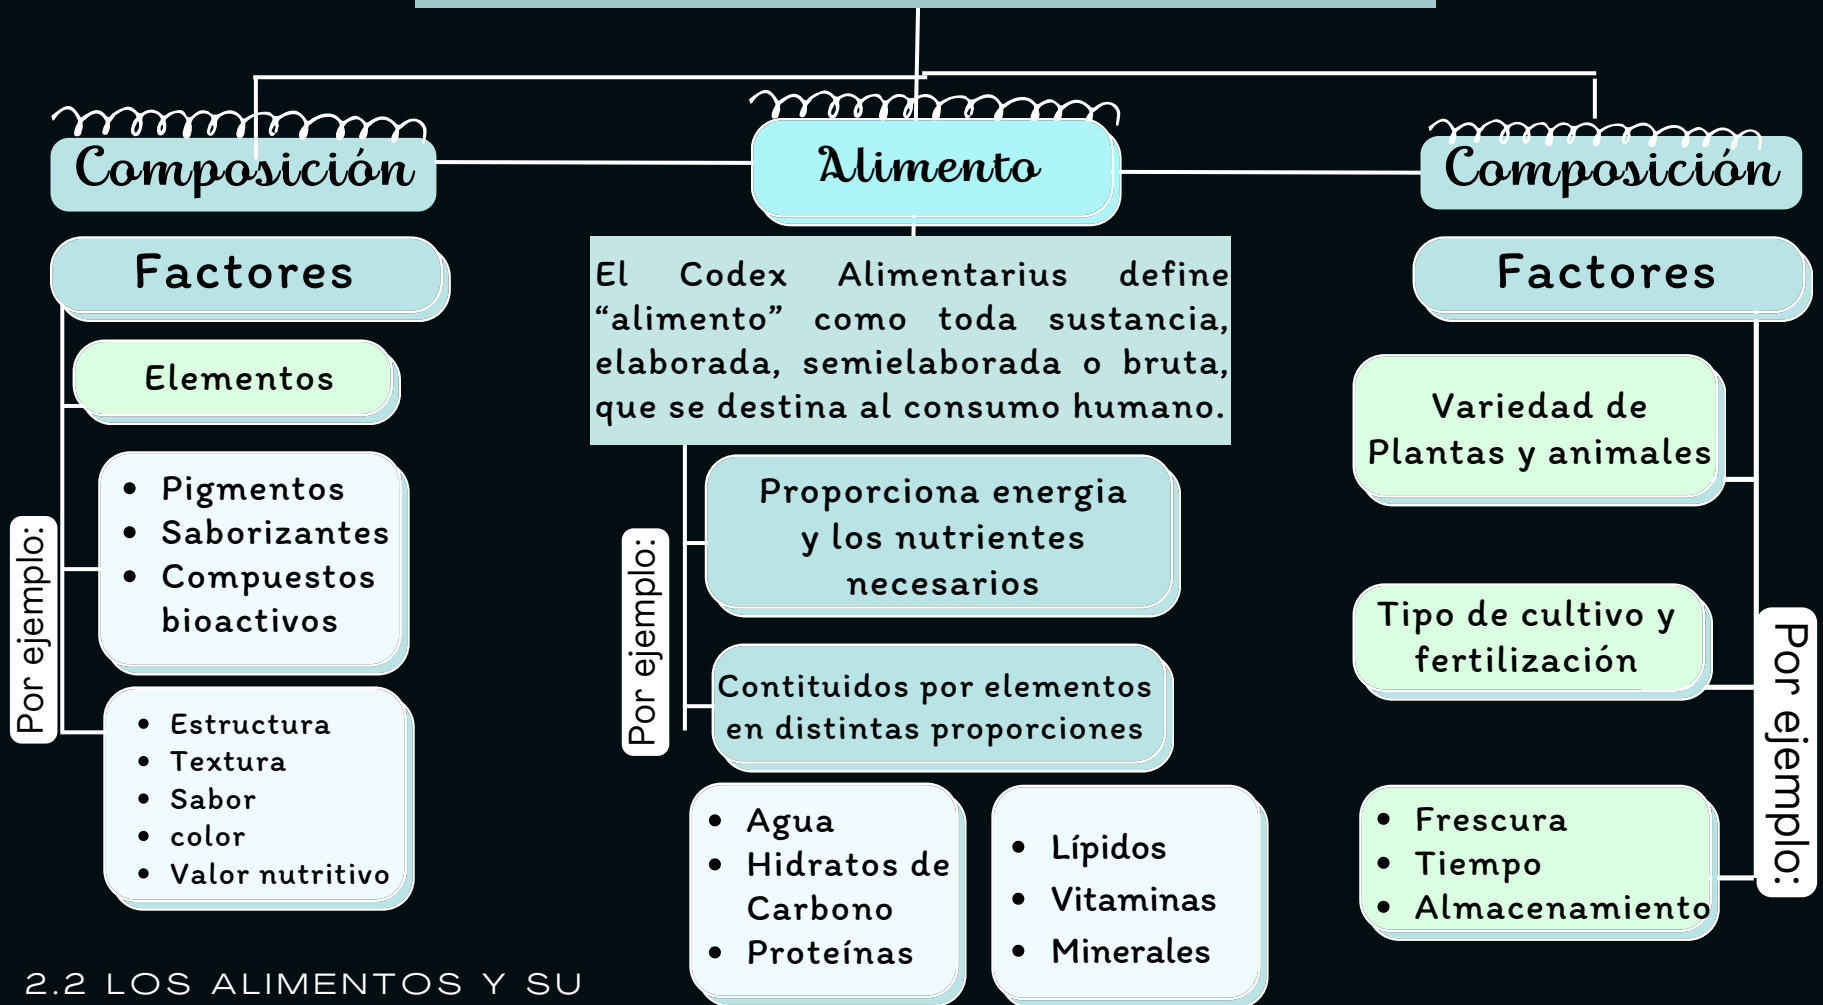 Composición
Factores
Elementos
Por ejemplo:
• Pigmentos
• Saborizantes
• Compuestos
bioactivos
• Estructura
• Textura
• Sabor
• color
• Valor nutritivo
Alimento
El Codex Alimentarius define
“alimento” como toda sustancia,
elaborada, semielaborada o bruta,
que se destina al consumo humano.
Por ejemplo:
Proporciona energia
y los nutrientes
necesarios
Contituidos por elementos
en distintas proporciones
• Agua
• Hidratos de
Carbono
• Proteínas
• Lípidos
• Vitaminas
• Minerales
Composición
Factores
Variedad de
Plantas y animales
Tipo de cultivo y
fertilización
Por ejemplo:
• Frescura
• Tiempo
• Almacenamiento
2.2 LOS ALIMENTOS Y SU